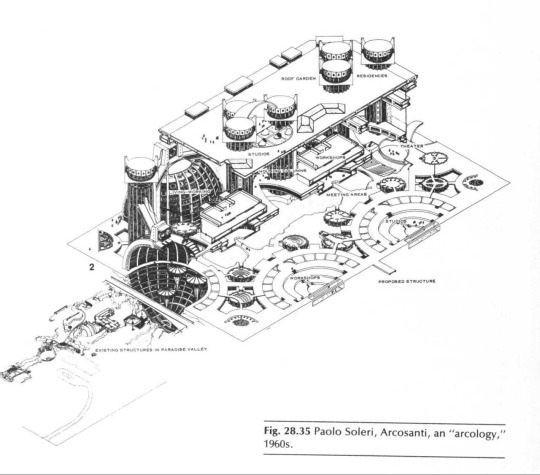 ROOF GARDEN
RESIDENCES
STUDIOS
WORKSHOPS
THEATER
MEETING AREAS
STUDIOS
2
WORKSHOPS
PROPOSED STRUCTURE
EXISTING STRUCTURES IN PARADISE VALLEY
Fig. 28.35 Paolo Soleri, Arcosanti, an "arcology,"
1960s.